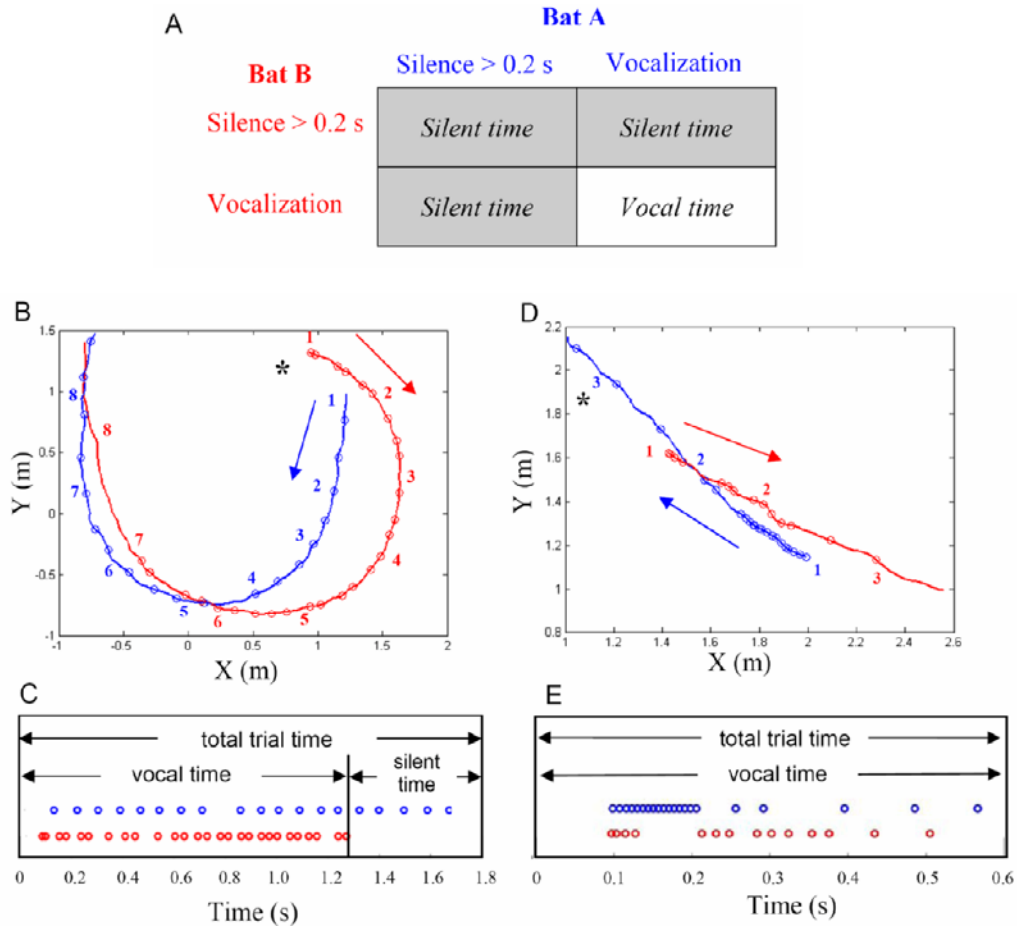 A
Bat A
Silence > 0.2 s Vocalization
Bat B
Silence > 0.2 s Silent time Silent time
Vocalization Silent time Vocal time
B
1.5
1
0.5
0
-0.5
-1
Y (m)
-1 -0.5 0 0.5 1 1.5 2
X (m)
*
1 2 3 4 5 6 7 8
1 2 3 4 5 6 7 8
D
2.2
2
1.8
1.6
1.4
1.2
1
0.8
Y (m)
1 1.2 1.4 1.6 1.8 2 2.2 2.4 2.6
X (m)
*
1 2 3
1 2 3
C
total trial time
vocal time
silent
time
0 0.2 0.4 0.6 0.8 1.0 1.2 1.4 1.6 1.8
Time (s)
E
total trial time
vocal time
0 0.1 0.2 0.3 0.4 0.5 0.6
Time (s)